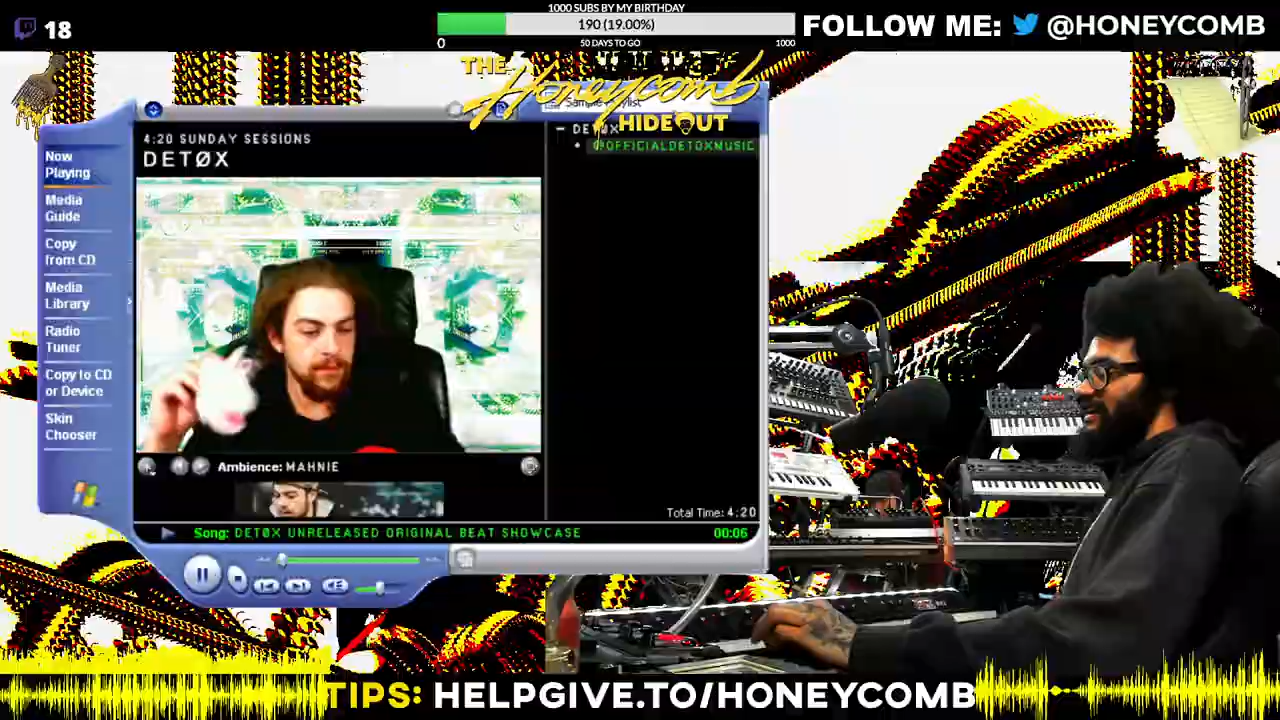 18
1000 SUBS BY MY BIRTHDAY
190 (19.00%)
0
50 DAYS TO GO
1000
FOLLOW ME: @HONEYCOMB
THE
Honeycomb
HIDEOUT
4:20 SUNDAY SESSIONS
DETØX
DETØX
@OFFICIALDETOXMUSIC
Now
Playing
Media
Guide
Copy
from CD
Media
Library
Radio
Tuner
Copy to CD
or Device
Skin
Chooser
Ambience: MAHNIE
Total Time: 4:20
Song: DETØX UNRELEASED ORIGINAL BEAT SHOWCASE
00:06
TIPS: HELPGIVE.TO/HONEYCOMB